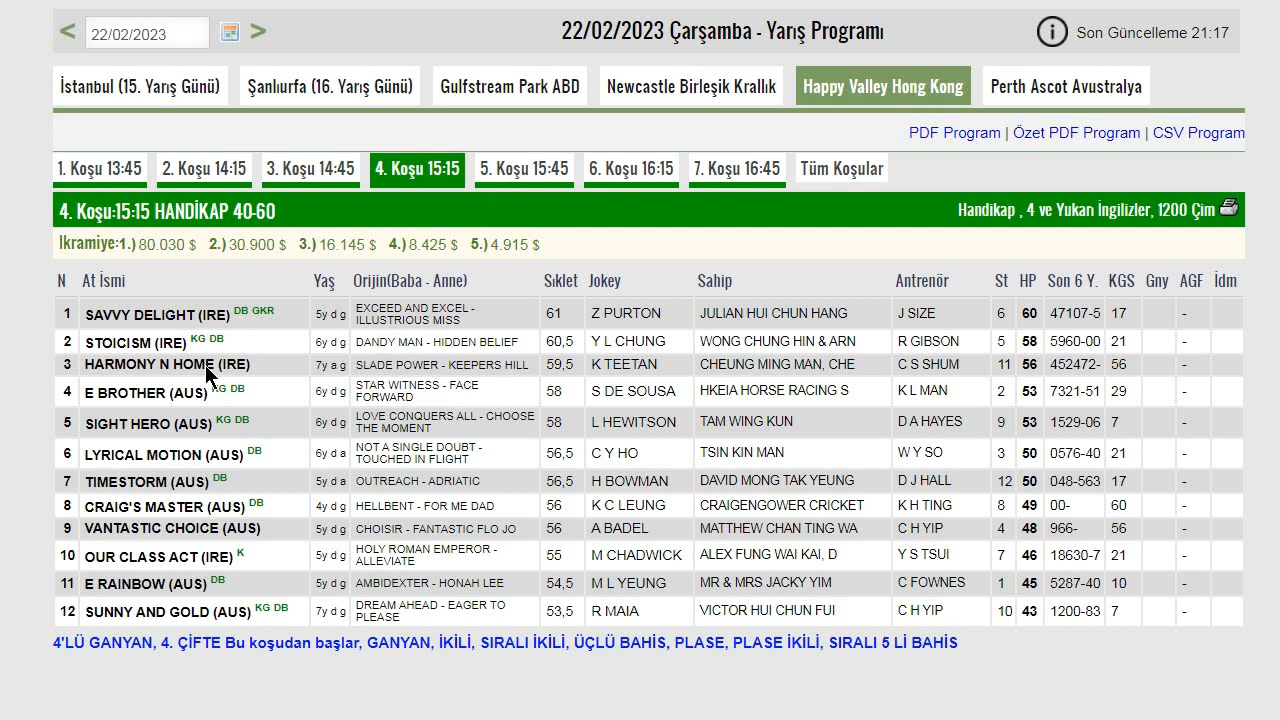 < 22/02/2023 > 22/02/2023 Çarşamba - Yarış Programı i Son Güncelleme 21:17
İstanbul (15. Yarış Günü) Şanlıurfa (16. Yarış Günü) Gulfstream Park ABD Newcastle Birleşik Krallık Happy Valley Hong Kong Perth Ascot Avustralya
PDF Program | Özet PDF Program | CSV Program
1. Koşu 13:45 2. Koşu 14:15 3. Koşu 14:45 4. Koşu 15:15 5. Koşu 15:45 6. Koşu 16:15 7. Koşu 16:45 Tüm Koşular
4. Koşu:15:15 HANDİKAP 40-60 Handikap , 4 ve Yukarı İngilizler, 1200 Çim
İkramiye:1.) 80.030 $ 2.) 30.900 $ 3.) 16.145 $ 4.) 8.425 $ 5.) 4.915 $
N At İsmi Yaş Orijin(Baba - Anne) Sıklet Jokey Sahip Antrenör St HP Son 6 Y. KGS Gny AGF İdm
1 SAVVY DELIGHT (IRE) DB GKR 5y d g EXCEED AND EXCEL - ILLUSTRIOUS MISS 61 Z PURTON JULIAN HUI CHUN HANG J SIZE 6 60 47107-5 17 -
2 STOICISM (IRE) KG DB 6y d g DANDY MAN - HIDDEN BELIEF 60,5 Y L CHUNG WONG CHUNG HIN & ARN R GIBSON 5 58 5960-00 21 -
3 HARMONY N HOME (IRE) 7y a g SLADE POWER - KEEPERS HILL 59,5 K TEETAN CHEUNG MING MAN, CHE C S SHUM 11 56 452472- 56 -
4 E BROTHER (AUS) KG DB 6y d g STAR WITNESS - FACE FORWARD 58 S DE SOUSA HKEIA HORSE RACING S K L MAN 2 53 7321-51 29 -
5 SIGHT HERO (AUS) KG DB 6y d g LOVE CONQUERS ALL - CHOOSE THE MOMENT 58 L HEWITSON TAM WING KUN D A HAYES 9 53 1529-06 7 -
6 LYRICAL MOTION (AUS) DB 6y d a NOT A SINGLE DOUBT - TOUCHED IN FLIGHT 56,5 C Y HO TSIN KIN MAN W Y SO 3 50 0576-40 21 -
7 TIMESTORM (AUS) DB 5y d a OUTREACH - ADRIATIC 56,5 H BOWMAN DAVID MONG TAK YEUNG D J HALL 12 50 048-563 17 -
8 CRAIG'S MASTER (AUS) DB 4y d g HELLBENT - FOR ME DAD 56 K C LEUNG CRAIGENGOWER CRICKET K H TING 8 49 00- 60 -
9 VANTASTIC CHOICE (AUS) 5y d g CHOISIR - FANTASTIC FLO JO 56 A BADEL MATTHEW CHAN TING WA C H YIP 4 48 966- 56 -
10 OUR CLASS ACT (IRE) K 5y d g HOLY ROMAN EMPEROR - ALLEVIATE 55 M CHADWICK ALEX FUNG WAI KAI, D Y S TSUI 7 46 18630-7 21 -
11 E RAINBOW (AUS) DB 5y d g AMBIDEXTER - HONAH LEE 54,5 M L YEUNG MR & MRS JACKY YIM C FOWNES 1 45 5287-40 10 -
12 SUNNY AND GOLD (AUS) KG DB 7y d g DREAM AHEAD - EAGER TO PLEASE 53,5 R MAIA VICTOR HUI CHUN FUI C H YIP 10 43 1200-83 7 -
4'LÜ GANYAN, 4. ÇİFTE Bu koşudan başlar, GANYAN, İKİLİ, SIRALI İKİLİ, ÜÇLÜ BAHİS, PLASE, PLASE İKİLİ, SIRALI 5 Lİ BAHİS